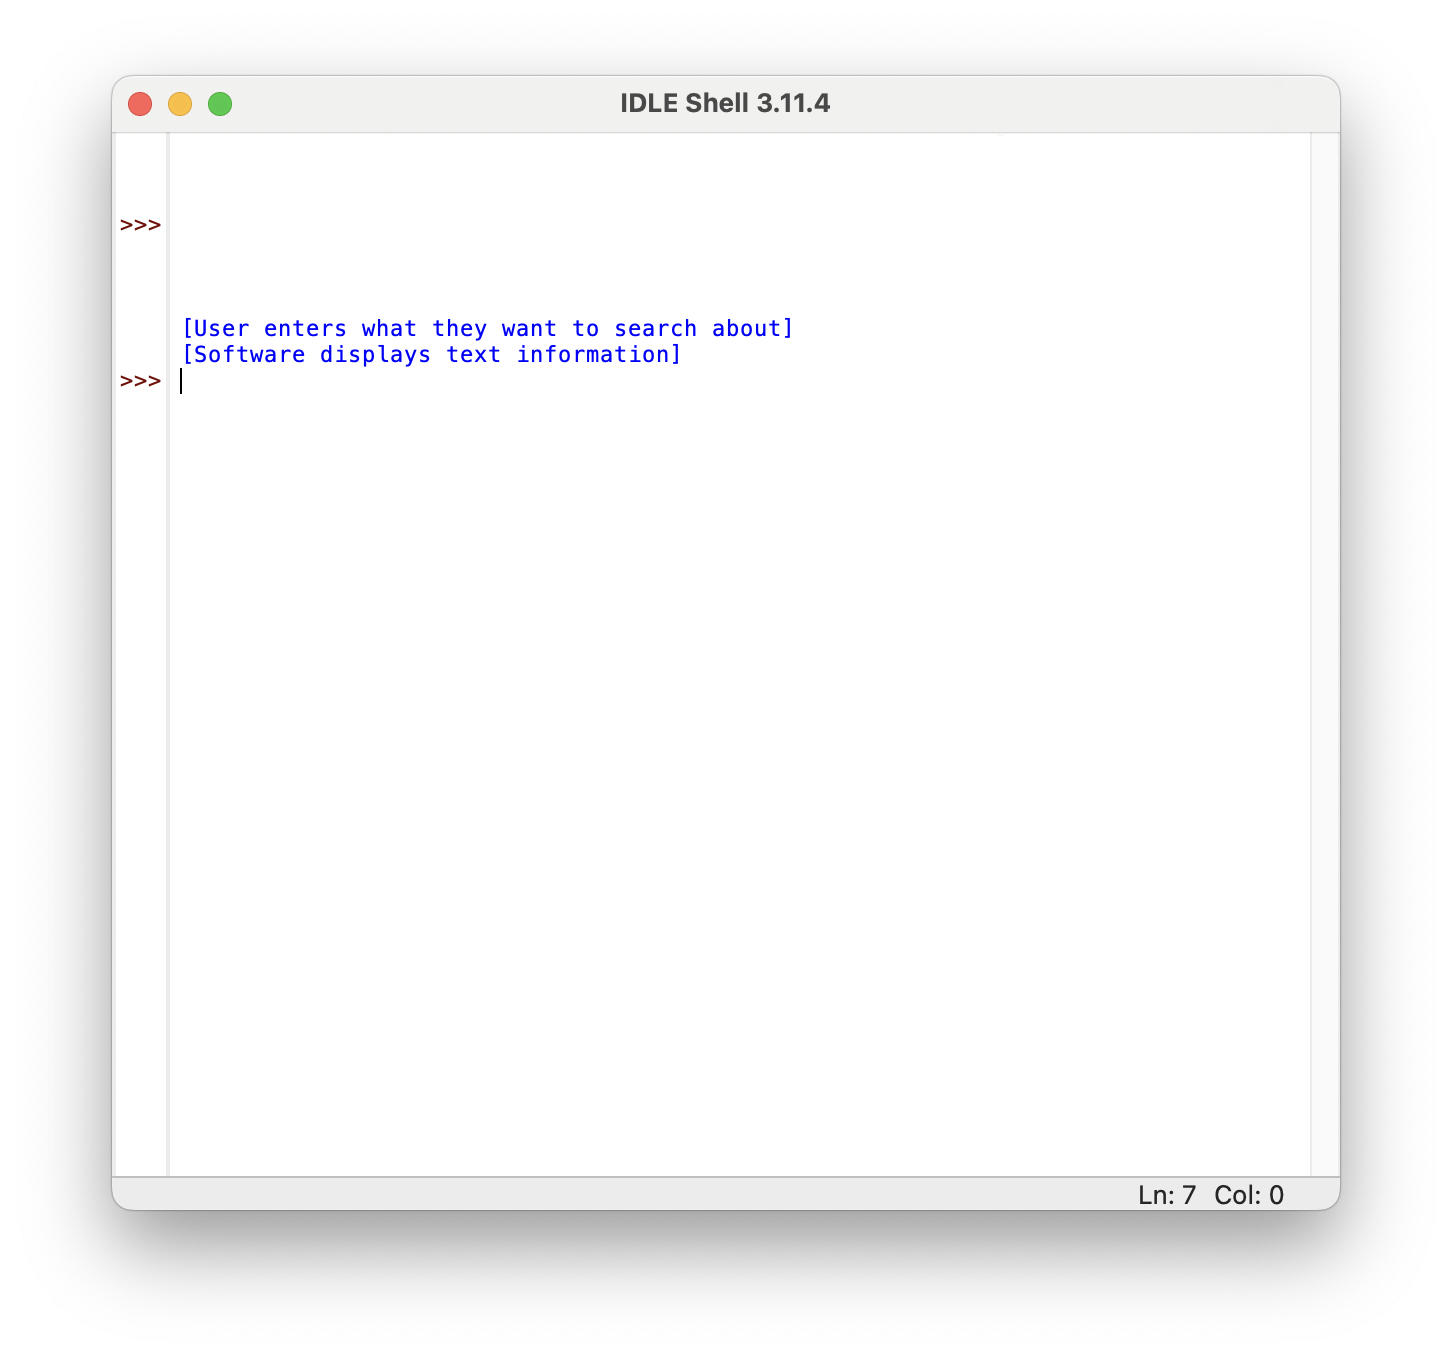 IDLE Shell 3.11.4
>>>
[User enters what they want to search about]
[Software displays text information]
>>>
Ln: 7 Col: 0